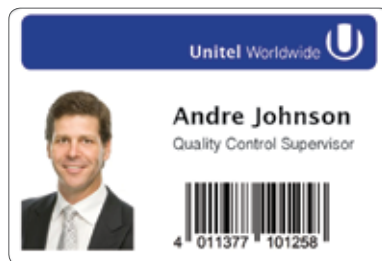 Unitel Worldwide
Andre Johnson
Quality Control Supervisor
4 011377 101258